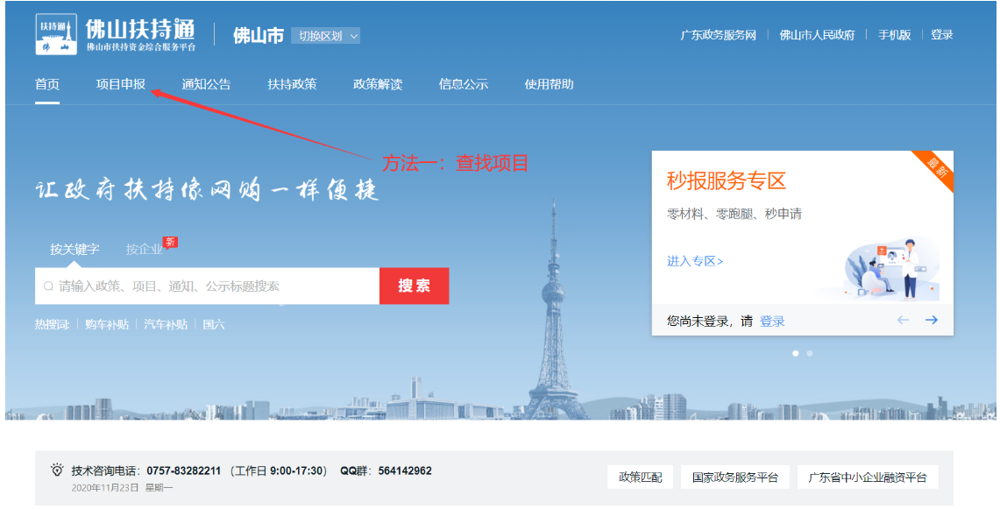 扶持通
佛山
佛山扶持通
佛山市扶持资金综合服务平台
佛山市 切换区划
广东政务服务网 佛山市人民政府 手机版 登录
首页 项目申报 通知公告 扶持政策 政策解读 信息公示 使用帮助
方法一：查找项目
让政府扶持像网购一样便捷
按关键字 按企业 新
请输入政策、项目、通知、公示标题搜索 搜索
热搜词: 购车补贴 汽车补贴 国六
最新
秒报服务专区
零材料、零跑腿、秒申请
进入专区>
您尚未登录，请 登录
技术咨询电话：0757-83282211 （工作日 9:00-17:30） QQ群：564142962
2020年11月23日 星期一
政策匹配 国家政务服务平台 广东省中小企业融资平台